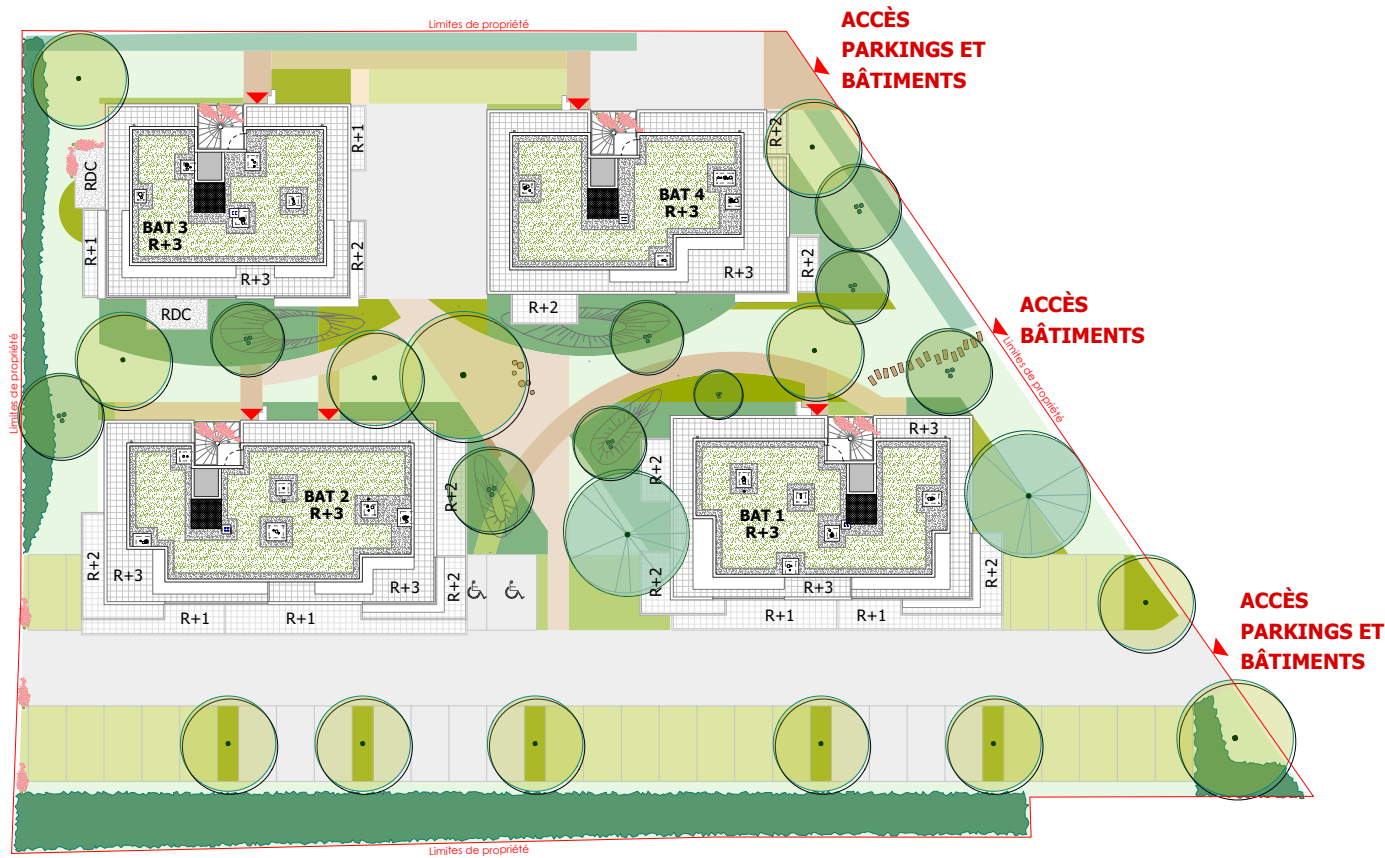 Limites de propriété
ACCÈS
PARKINGS ET
BÂTIMENTS
R+1
R+2
RDC
BAT 3
R+3
BAT 4
R+3
R+1
R+2
R+3
R+3
R+2
R+2
RDC
ACCÈS
BÂTIMENTS
Limites de propriété
Limites de propriété
R+3
R+2
R+2
BAT 2
R+3
BAT 1
R+3
R+2
R+3
R+3
R+2
R+2
R+3
R+2
R+1
R+1
R+1
R+1
ACCÈS
PARKINGS ET
BÂTIMENTS
Limites de propriété